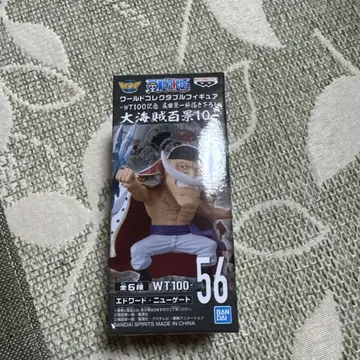 ONE PIECE
BANPRESTO
ワールドコレクタブルフィギュア
-WT100記念 尾田栄一郎描き下ろし
大海賊百景10-
全6種
WT100-
56
エドワード・ニューゲート
BANDAI SPIRITS MADE IN CHINA
BAN
DAI